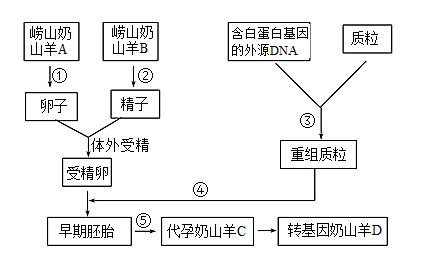 崂山奶
山羊A
崂山奶
山羊B
含白蛋白基因
的外源DNA
质粒
①
②
卵子
精子
③
体外受精
受精卵
重组质粒
④
早期胚胎
⑤
代孕奶山羊C
转基因奶山羊D